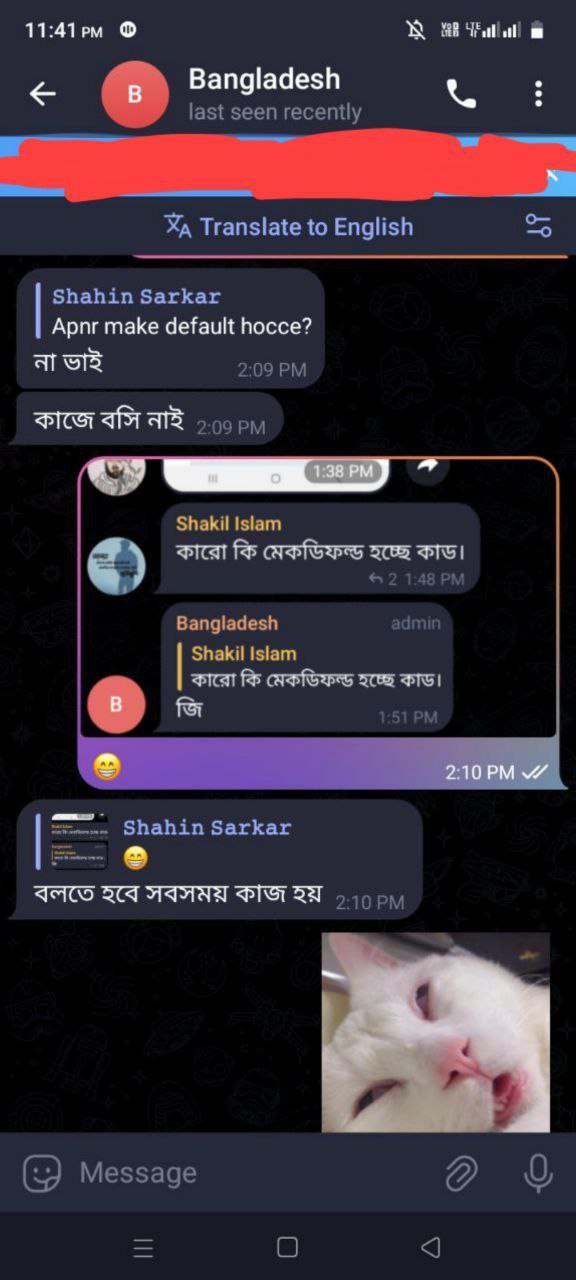 11:41 PM
Bangladesh
last seen recently
Translate to English
Shahin Sarkar
Apnr make default hocce?
না ভাই
2:09 PM
কাজে বসি নাই 2:09 PM
1:38 PM
Shakil Islam
কারো কি মেকডিফল্ড হচ্ছে কাড।
2 1:48 PM
Bangladesh admin
Shakil Islam
কারো কি মেকডিফল্ড হচ্ছে কাড।
B
জি
1:51 PM
😁
2:10 PM
Shahin Sarkar
😁
বলতে হবে সবসময় কাজ হয় 2:10 PM
Message